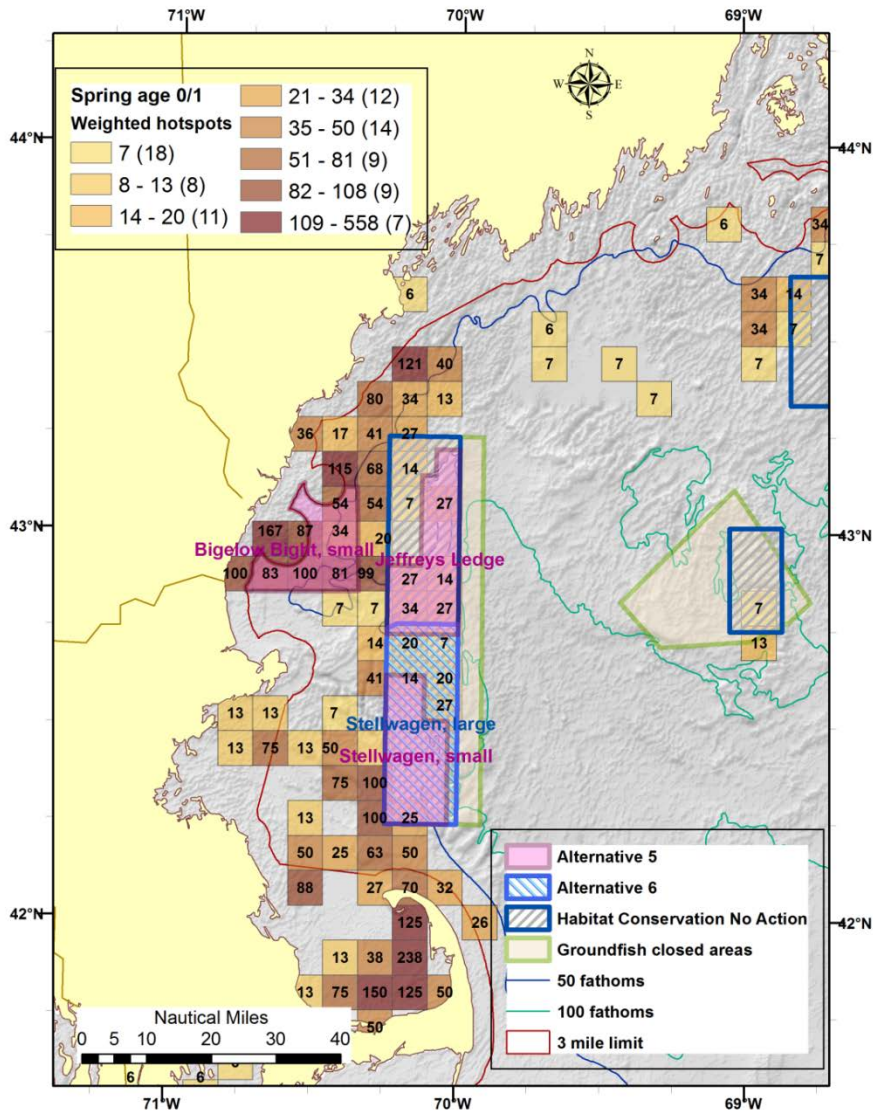 71°W 70°W 69°W
N
W E
S
Spring age 0/1
Weighted hotspots
7 (18)
8 - 13 (8)
14 - 20 (11)
21 - 34 (12)
35 - 50 (14)
51 - 81 (9)
82 - 108 (9)
109 - 558 (7)
44°N 44°N
6 34
7
6 34 14
6 34 7
121 40 7 7 7
80 34 13 7
36 17 41 27
115 68 14
54 54 7 27
43°N 43°N
167 87 34 20
Bigelow Bight, small Jeffreys Ledge
100 83 100 81 99 27 14
7 7 34 27 7
14 20 7 13
41 14 20
13 13 7 27
Stellwagen, large
13 75 13 50
Stellwagen, small
75 100
13 100 25
50 25 63 50
88 27 70 32
42°N 42°N
125 26
13 38 238
13 75 150 125 50
50
Nautical Miles
0 5 10 20 30 40
6 6
Alternative 5
Alternative 6
Habitat Conservation No Action
Groundfish closed areas
50 fathoms
100 fathoms
3 mile limit
71°W 70°W 69°W